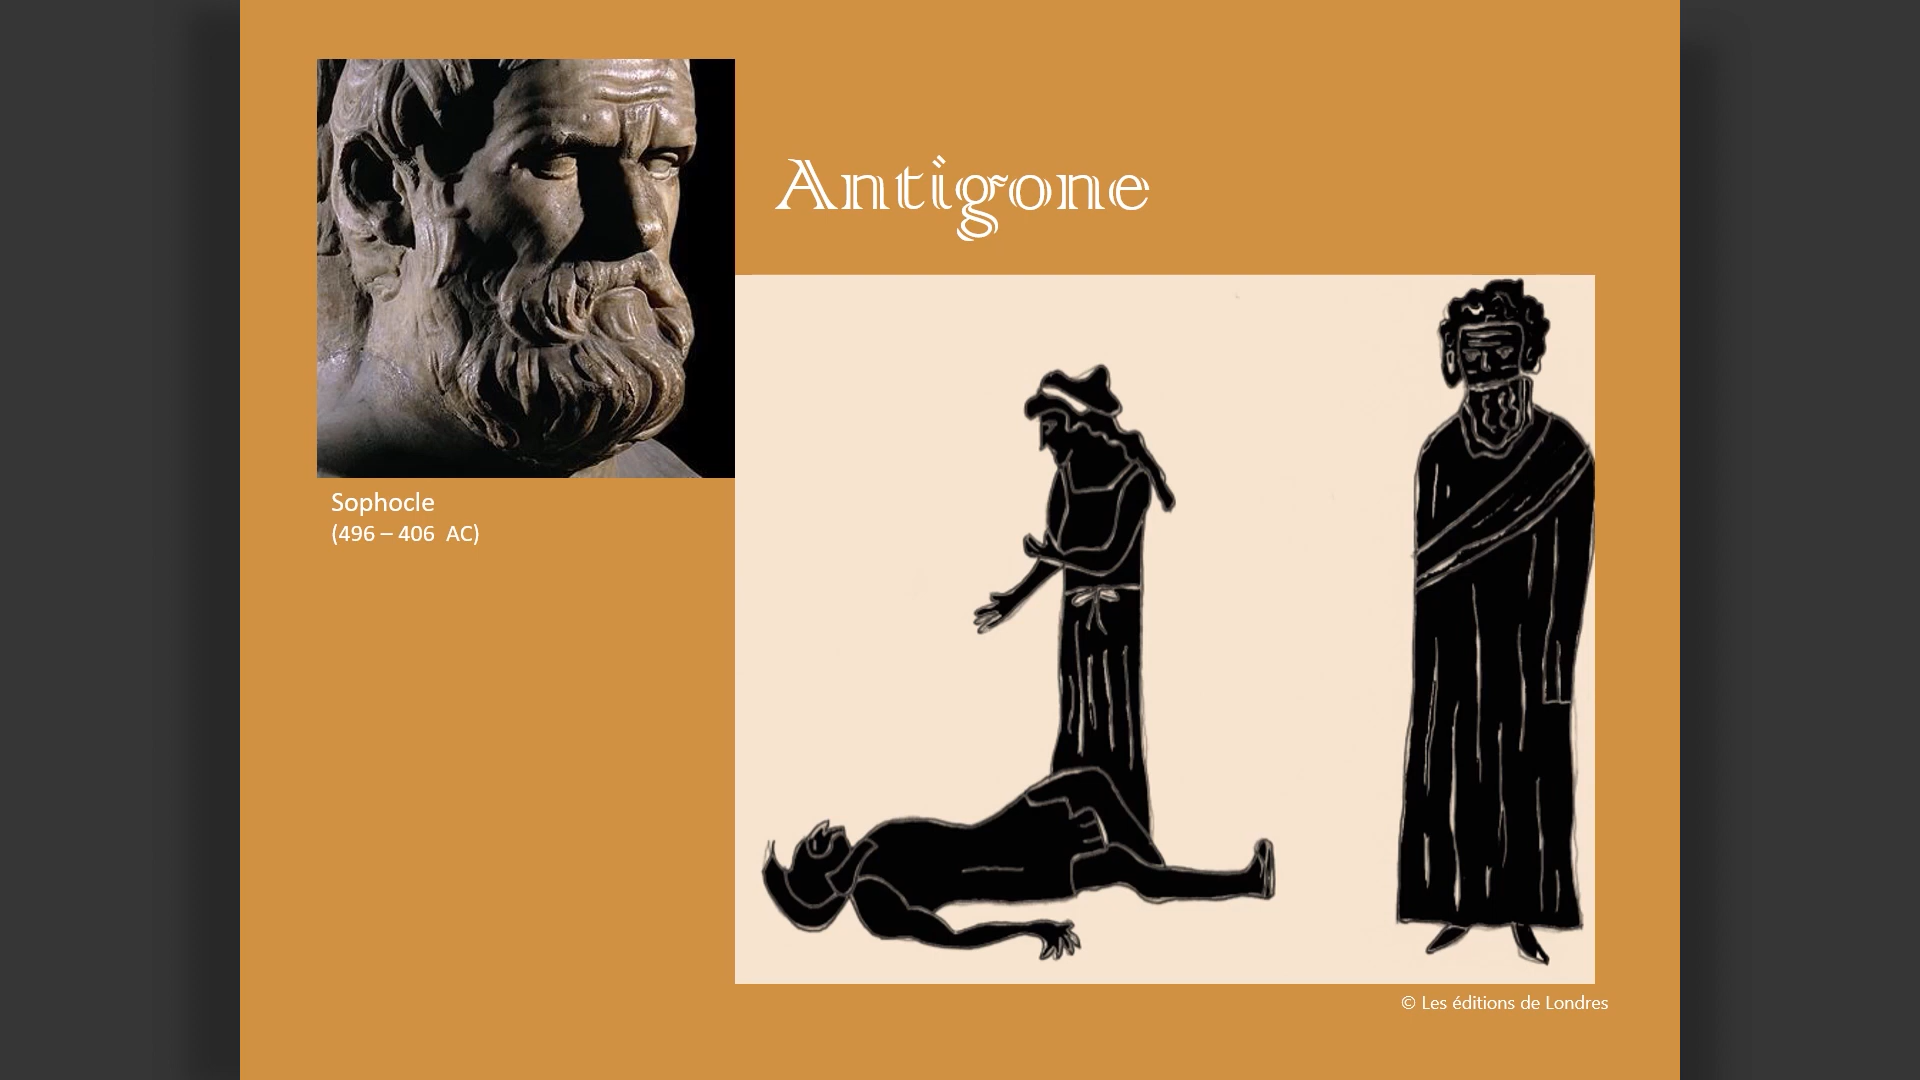 Antigone
Sophocle
(496 – 406  AC)
© Les éditions de Londres